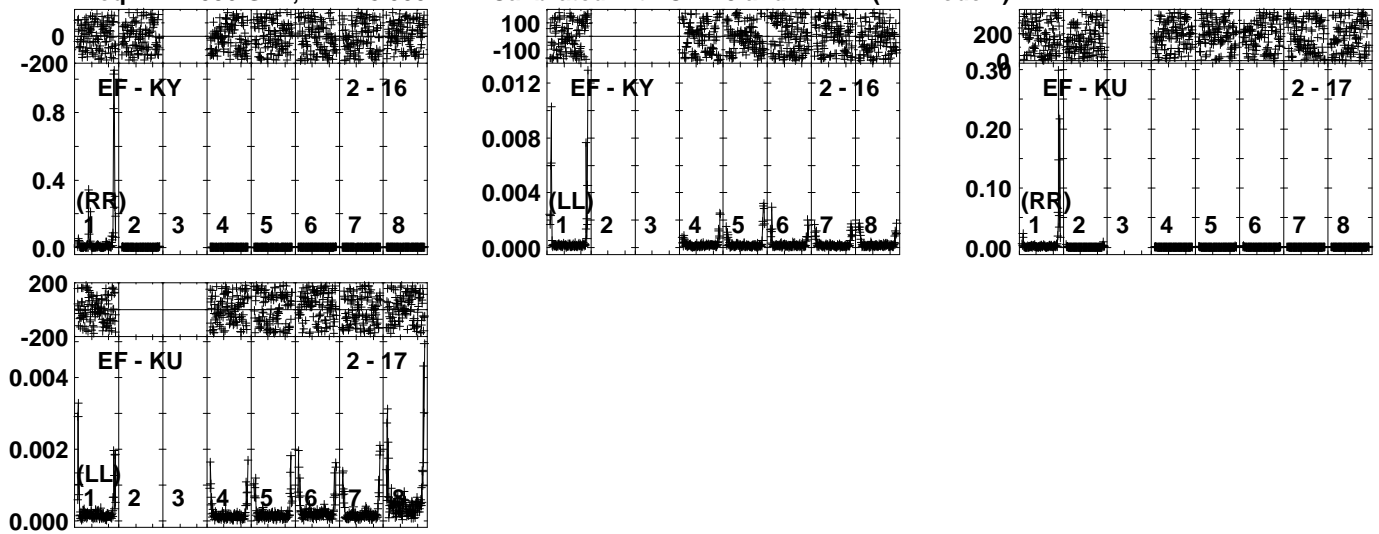 0
-200
EF - KY 2 - 16
0.8
0.4
(RR)
1 2 3 4 5 6 7 8
0.0
100
-100
0.012
EF - KY 2 - 16
0.008
0.004
(LL)
1 2 3 4 5 6 7 8
0.000
200
0
0.30
EF - KU 2 - 17
0.20
0.10
(RR)
1 2 3 4 5 6 7 8
0.00
200
-200
EF - KU 2 - 17
0.004
0.002
(LL)
1 2 3 4 5 6 7 8
0.000